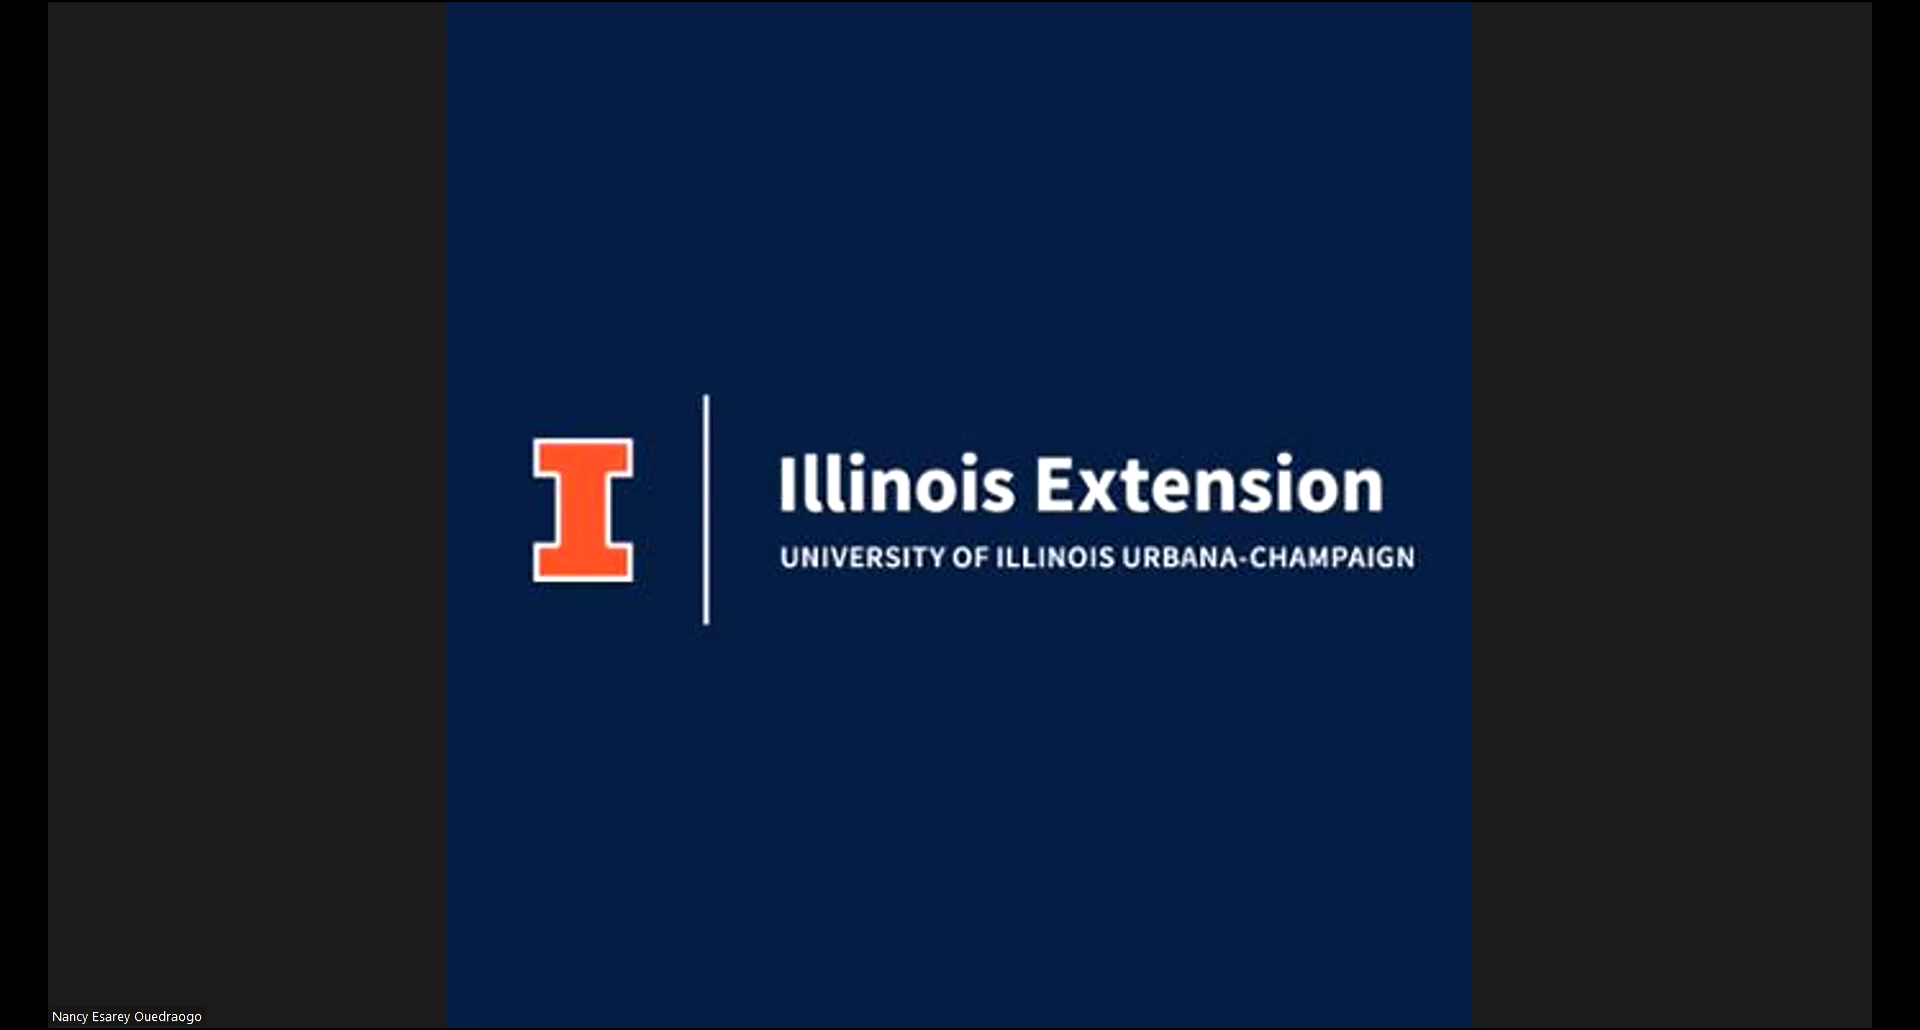 I
Illinois Extension
UNIVERSITY OF ILLINOIS URBANA-CHAMPAIGN
Nancy Esarey Ouedraogo